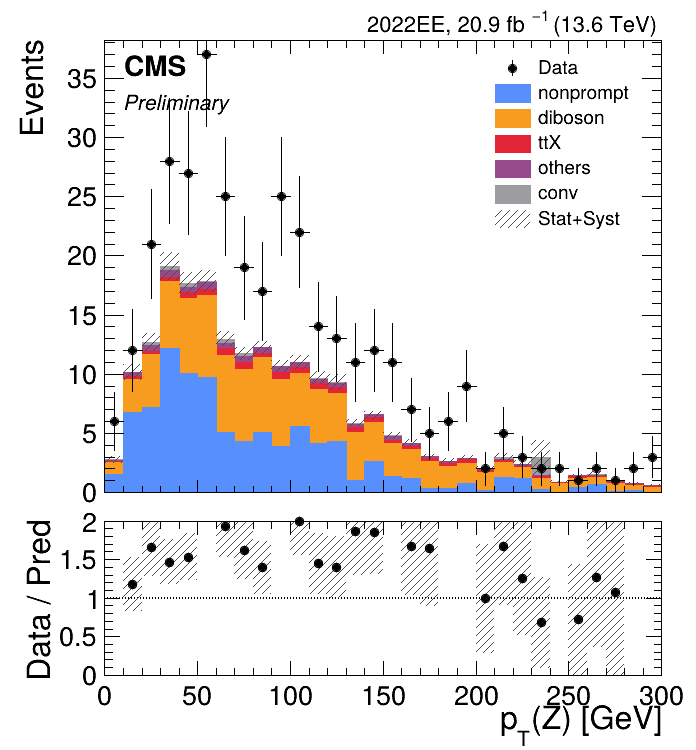 2022EE, 20.9 fb⁻¹ (13.6 TeV)
CMS
Preliminary
Events
35
30
25
20
15
10
5
0
Data
nonprompt
diboson
ttX
others
conv
Stat+Syst
Data / Pred
2
1.5
1
0.5
0
0 50 100 150 200 250 300
p_T(Z) [GeV]